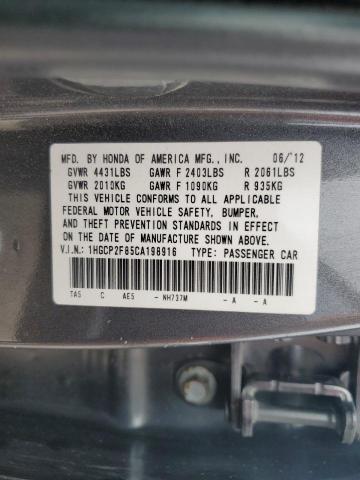 MFD. BY HONDA OF AMERICA MFG., INC. 06/'12
GVWR 4431LBS GAWR F 2403LBS R 2061LBS
GVWR 2010KG GAWR F 1090KG R 935KG
THIS VEHICLE CONFORMS TO ALL APPLICABLE
FEDERAL MOTOR VEHICLE SAFETY, BUMPER,
AND THEFT PREVENTION STANDARDS IN EFFECT
ON THE DATE OF MANUFACTURE SHOWN ABOVE.
V.I.N.: 1HGCP2F85CA198916 TYPE: PASSENGER CAR
TA5 C AE5 - NH737M - A - A